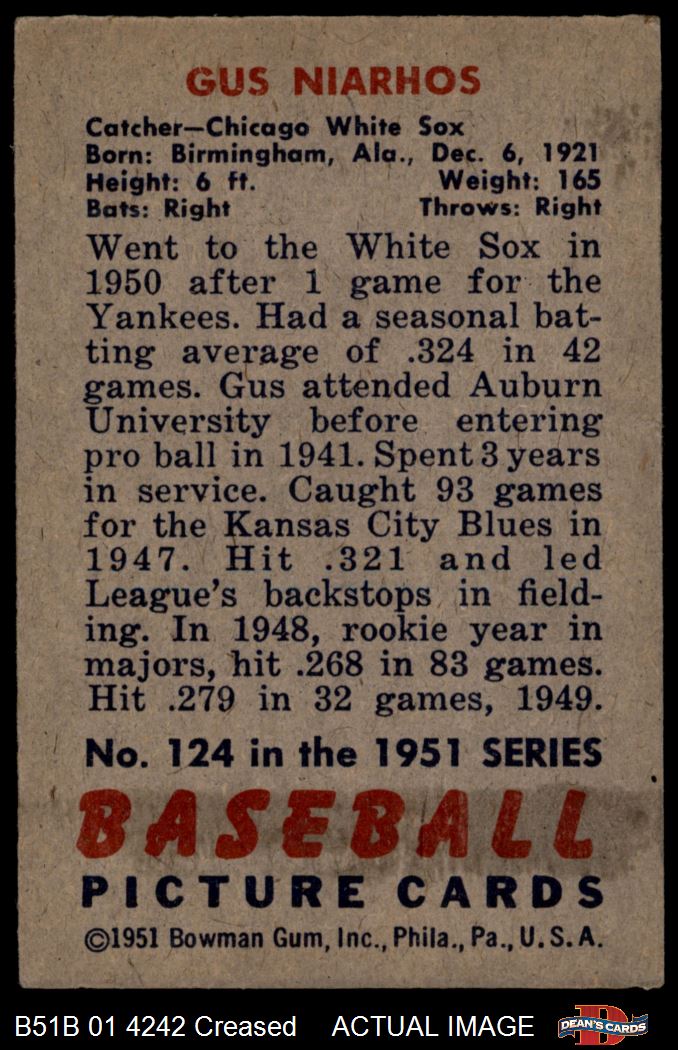 GUS NIARHOS
Catcher—Chicago White Sox
Born: Birmingham, Ala., Dec. 6, 1921
Height: 6 ft. Weight: 165
Bats: Right Throws: Right
Went to the White Sox in
1950 after 1 game for the
Yankees. Had a seasonal bat-
ting average of .324 in 42
games. Gus attended Auburn
University before entering
pro ball in 1941. Spent 3 years
in service. Caught 93 games
for the Kansas City Blues in
1947. Hit .321 and led
League's backstops in field-
ing. In 1948, rookie year in
majors, hit .268 in 83 games.
Hit .279 in 32 games, 1949.
No. 124 in the 1951 SERIES
BASEBALL
PICTURE CARDS
©1951 Bowman Gum, Inc., Phila., Pa., U.S.A.
B51B 01 4242 Creased ACTUAL IMAGE
D
DEAN'S CARDS